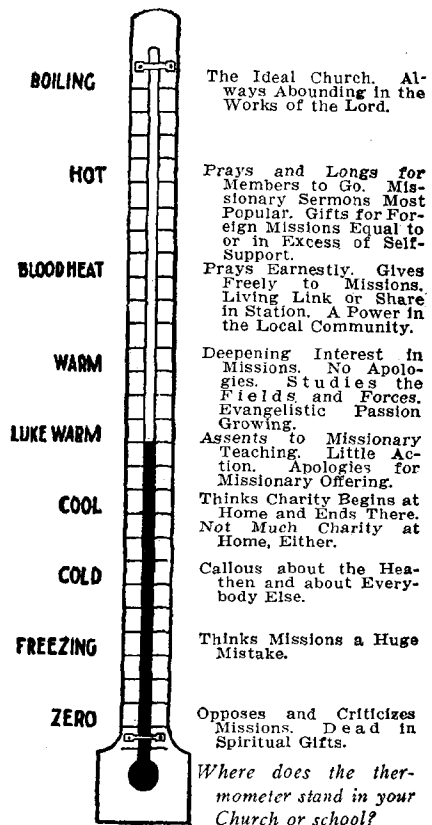 BOILING
The Ideal Church. Al-
ways Abounding in the
Works of the Lord.
HOT
Prays and Longs for
Members to Go. Mis-
sionary Sermons Most
Popular. Gifts for For-
eign Missions Equal to
or in Excess of Self-
Support.
BLOOD HEAT
Prays Earnestly. Gives
Freely to Missions.
Living Link or Share
in Station. A Power in
the Local Community.
WARM
Deepening Interest in
Missions. No Apolo-
gies. Studies the
Fields and Forces.
Evangelistic Passion
Growing.
LUKE WARM
Assents to Missionary
Teaching. Little Ac-
tion. Apologies for
Missionary Offering.
COOL
Thinks Charity Begins at
Home and Ends There.
Not Much Charity at
Home, Either.
COLD
Callous about the Hea-
then and about Every-
body Else.
FREEZING
Thinks Missions a Huge
Mistake.
ZERO
Opposes and Criticizes
Missions. Dead in
Spiritual Gifts.
Where does the ther-
mometer stand in your
Church or school?